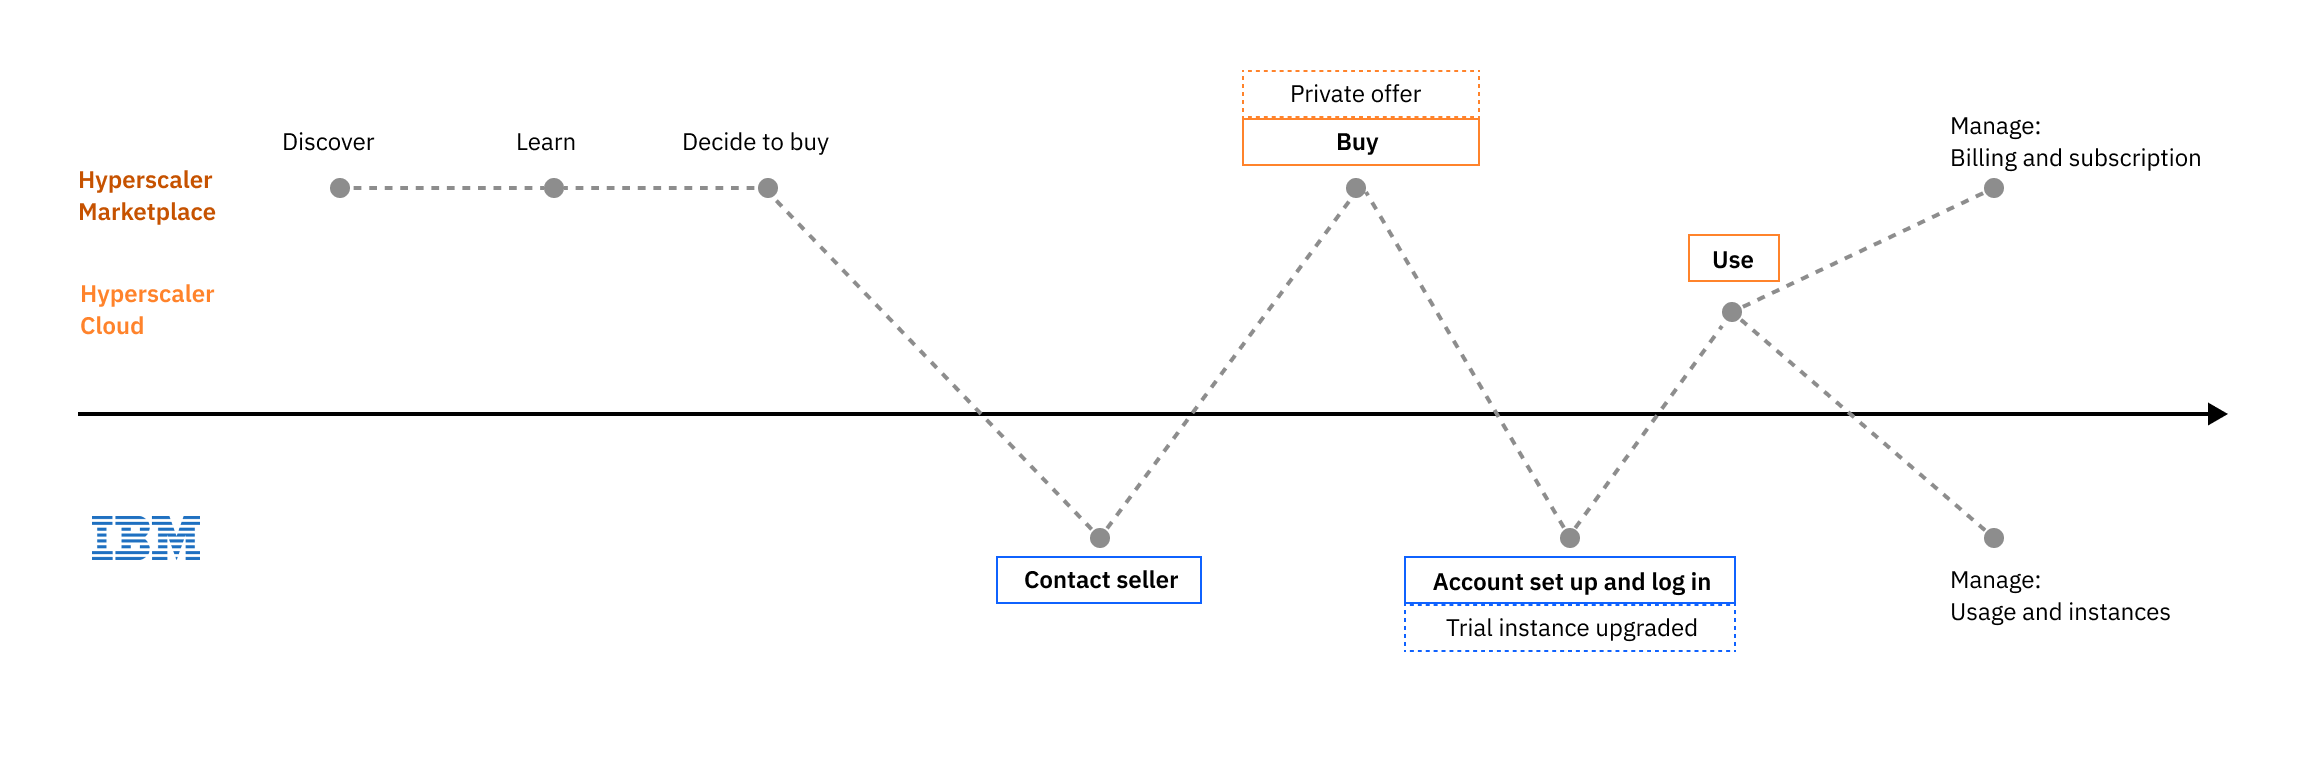 Private offer
Discover
Learn
Decide to buy
Buy
Manage:
Billing and subscription
Hyperscaler
Marketplace
Use
Hyperscaler
Cloud
IBM
Contact seller
Account set up and log in
Trial instance upgraded
Manage:
Usage and instances